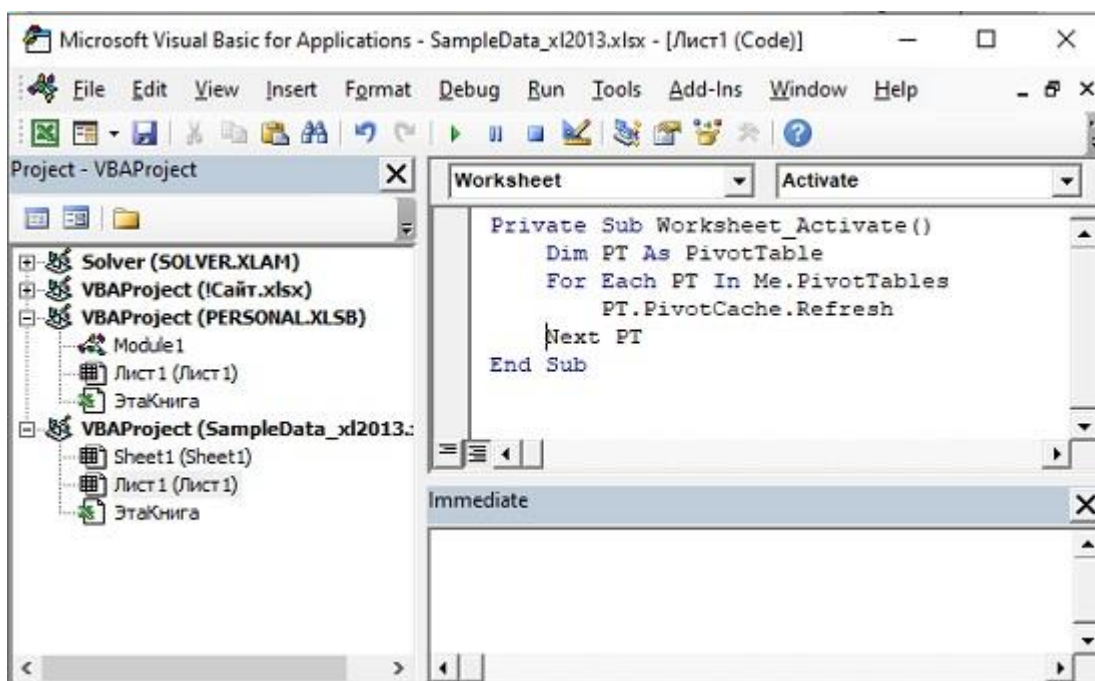 Microsoft Visual Basic for Applications - SampleData_xl2013.xlsx - [Лист1 (Code)]
File Edit View Insert Format Debug Run Tools Add-Ins Window Help
Project - VBAProject
Solver (SOLVER.XLAM)
VBAProject (!Сайт.xlsx)
VBAProject (PERSONAL.XLSB)
Module1
Лист1 (Лист1)
ЭтаКнига
VBAProject (SampleData_xl2013.
Sheet1 (Sheet1)
Лист1 (Лист1)
ЭтаКнига
Worksheet Activate
Private Sub Worksheet_Activate()
Dim PT As PivotTable
For Each PT In Me.PivotTables
PT.PivotCache.Refresh
Next PT
End Sub
Immediate